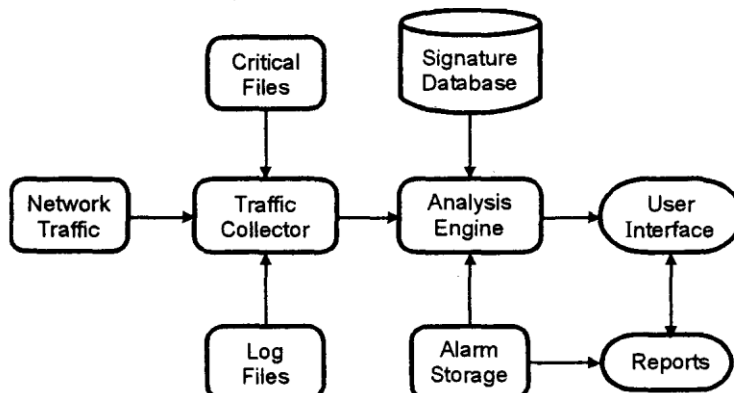 Critical
Files
Signature
Database
Network
Traffic
Traffic
Collector
Analysis
Engine
User
Interface
Log
Files
Alarm
Storage
Reports